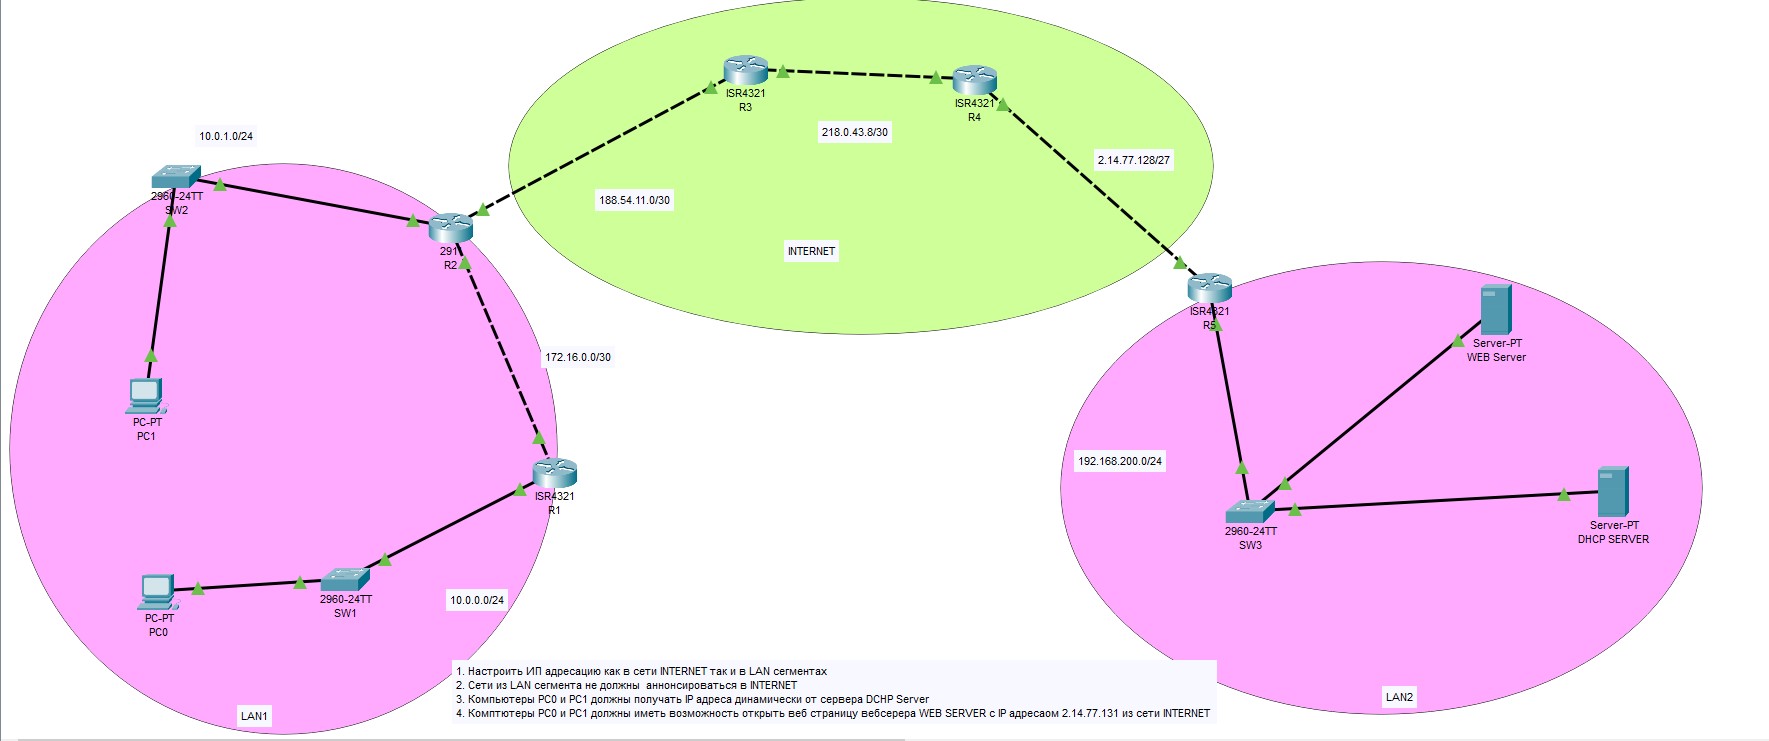 ISR4321
R3
ISR4321
R4
218.0.43.8/30
10.0.1.0/24
2.14.77.128/27
2960-24TT
SW2
188.54.11.0/30
291
R2
INTERNET
ISR4321
R5
Server-PT
WEB Server
172.16.0.0/30
PC-PT
PC1
192.168.200.0/24
ISR4321
R1
2960-24TT
SW3
Server-PT
DHCP SERVER
2960-24TT
SW1
10.0.0.0/24
PC-PT
PC0
1. Настроить ИП адресацию как в сети INTERNET так и в LAN сегментах
2. Сети из LAN сегмента не должны анносироваться в INTERNET
3. Компьютеры PC0 и PC1 должны получать IP адреса динамически от сервера DCHP Server
4. Комптютеры PC0 и PC1 должны иметь возможность открыть веб страницу вебсерера WEB SERVER с IP адресаом 2.14.77.131 из сети INTERNET
LAN1
LAN2